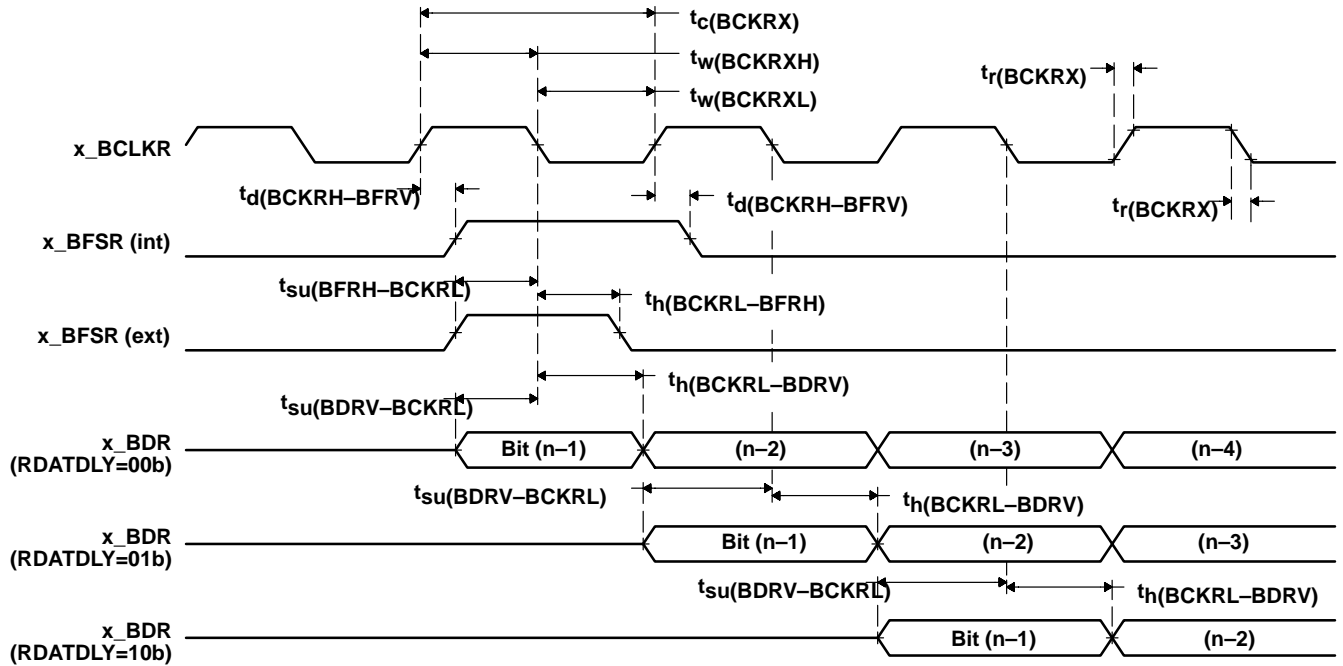 tc(BCKRX)
tw(BCKRXH)
tr(BCKRX)
tw(BCKRXL)
x_BCLKR
td(BCKRH–BFRV)
td(BCKRH–BFRV)
tr(BCKRX)
x_BFSR (int)
tsu(BFRH–BCKRL)
th(BCKRL–BFRH)
x_BFSR (ext)
th(BCKRL–BDRV)
tsu(BDRV–BCKRL)
x_BDR
(RDATDLY=00b)
Bit (n–1)
(n–2)
(n–3)
(n–4)
tsu(BDRV–BCKRL)
th(BCKRL–BDRV)
x_BDR
(RDATDLY=01b)
Bit (n–1)
(n–2)
(n–3)
tsu(BDRV–BCKRL)
th(BCKRL–BDRV)
x_BDR
(RDATDLY=10b)
Bit (n–1)
(n–2)